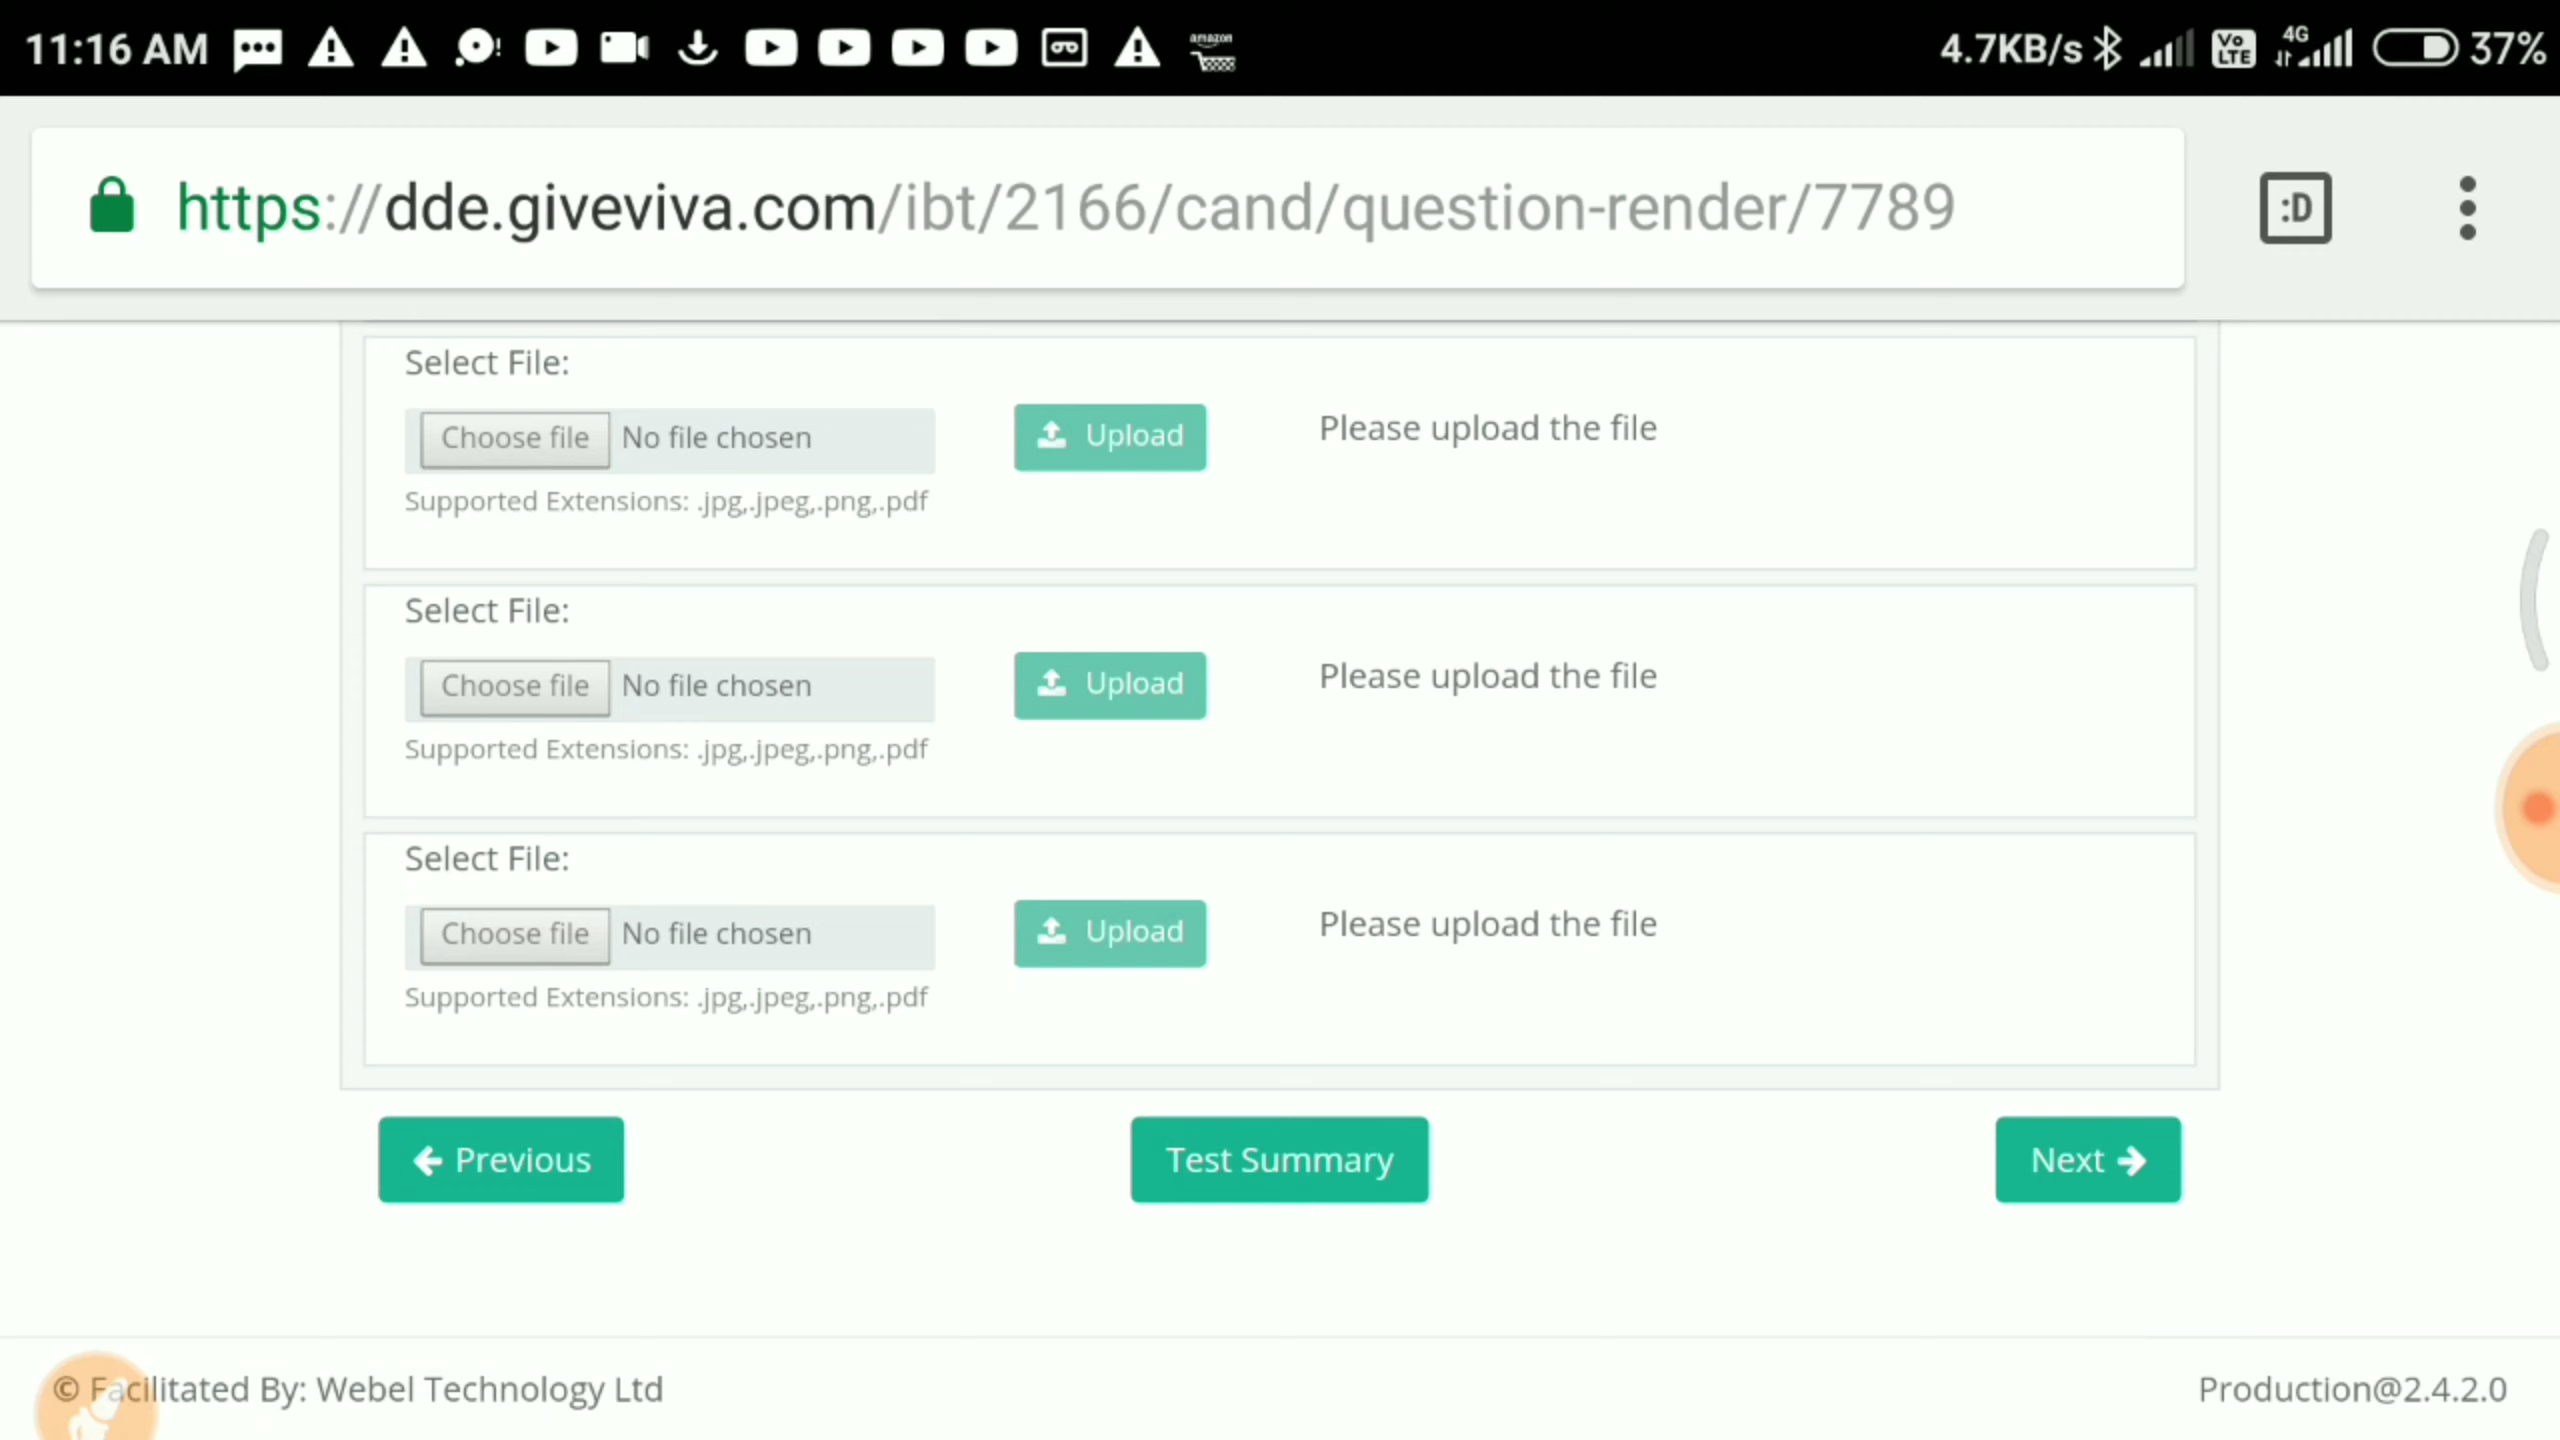 11:16 AM
amazon
4.7KB/s
Vo LTE
4G
37%
https://dde.giveviva.com/ibt/2166/cand/question-render/7789
:D
Select File:
Choose file No file chosen Upload Please upload the file
Supported Extensions: .jpg,.jpeg,.png,.pdf
Select File:
Choose file No file chosen Upload Please upload the file
Supported Extensions: .jpg,.jpeg,.png,.pdf
Select File:
Choose file No file chosen Upload Please upload the file
Supported Extensions: .jpg,.jpeg,.png,.pdf
Previous Test Summary Next
© Facilitated By: Webel Technology Ltd Production@2.4.2.0